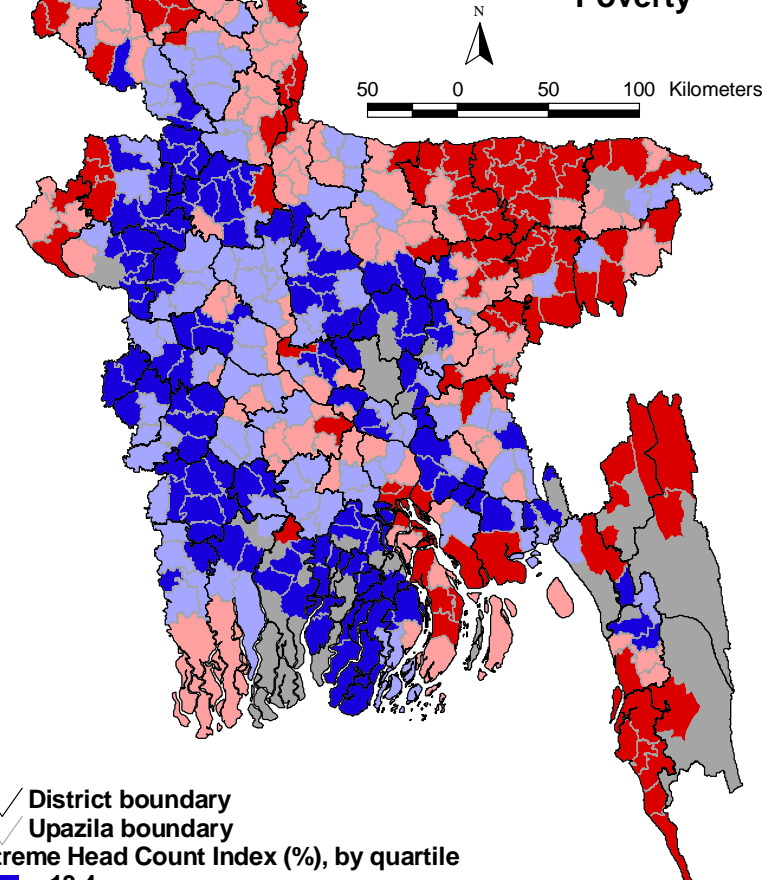 Poverty
N
50 0 50 100 Kilometers
District boundary
Upazila boundary
treme Head Count Index (%), by quartile